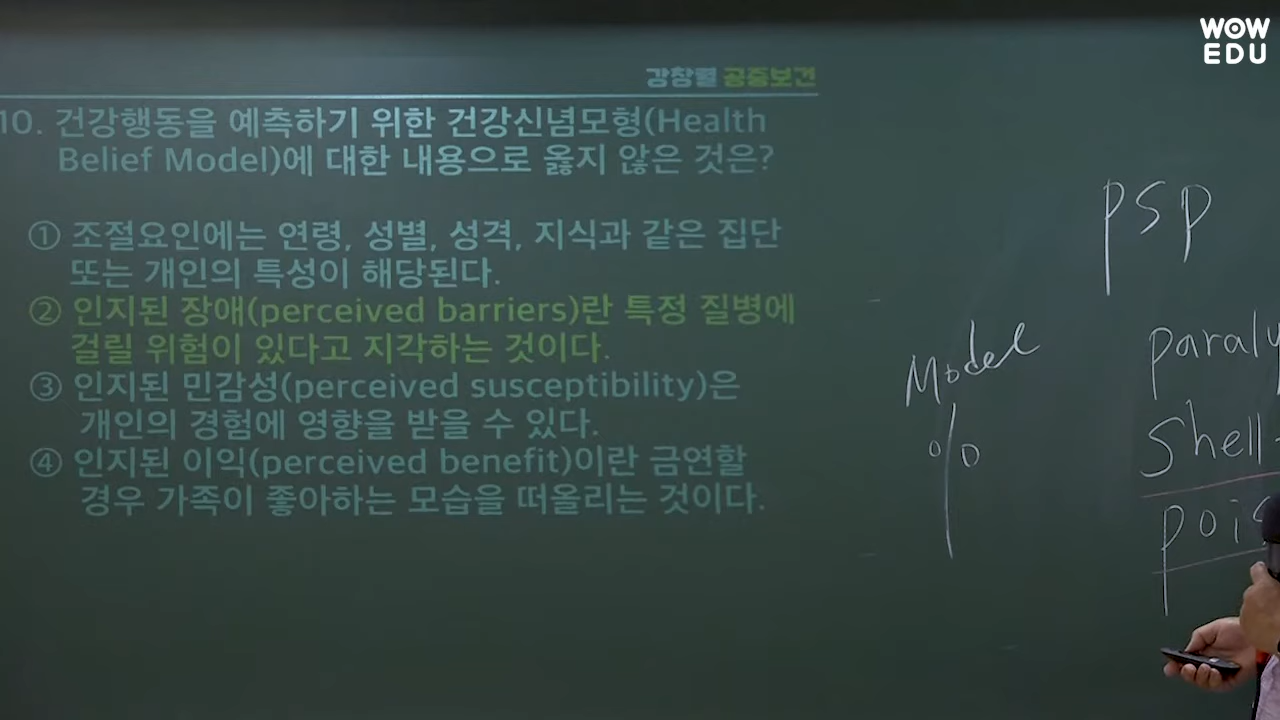 WOW
EDU
강창렬 공중보건
10. 건강행동을 예측하기 위한 건강신념모형(Health
Belief Model)에 대한 내용으로 옳지 않은 것은?
① 조절요인에는 연령, 성별, 성격, 지식과 같은 집단
또는 개인의 특성이 해당된다.
② 인지된 장애(perceived barriers)란 특정 질병에
걸릴 위험이 있다고 지각하는 것이다.
③ 인지된 민감성(perceived susceptibility)은
개인의 경험에 영향을 받을 수 있다.
④ 인지된 이익(perceived benefit)이란 금연할
경우 가족이 좋아하는 모습을 떠올리는 것이다.
Model
psp
Shell